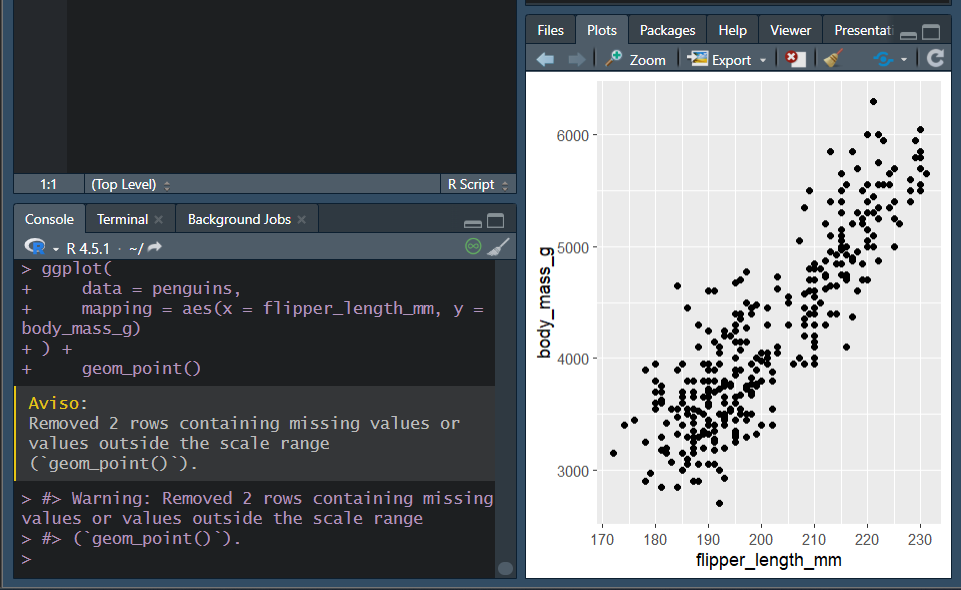 1:1 (Top Level) R Script
Console Terminal Background Jobs
R 4.5.1 · ~/
> ggplot(
+     data = penguins,
+     mapping = aes(x = flipper_length_mm, y =
body_mass_g)
+ ) +
+     geom_point()
Aviso:
Removed 2 rows containing missing values or
values outside the scale range
(`geom_point()`).
> #> Warning: Removed 2 rows containing missing
values or values outside the scale range
> #> (`geom_point()`).
>
Files Plots Packages Help Viewer Presentati
Zoom Export
body_mass_g
6000
5000
4000
3000
170 180 190 200 210 220 230
flipper_length_mm